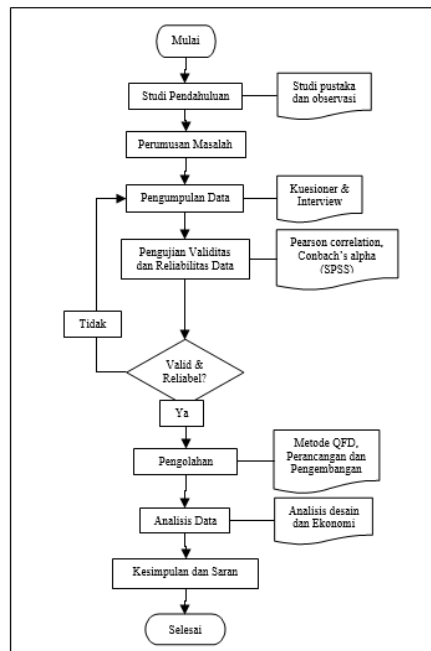 Mulai
Studi Pendahuluan
Studi pustaka
dan observasi
Perumusan Masalah
Pengumpulan Data
Kuesioner &
Interview
Pengujian Validitas
dan Reliabilitas Data
Pearson correlation,
Conbach's alpha
(SPSS)
Tidak
Valid &
Reliabel?
Ya
Pengolahan
Metode QFD,
Perancangan dan
Pengembangan
Analisis Data
Analisis desain
dan Ekonomi
Kesimpulan dan Saran
Selesai